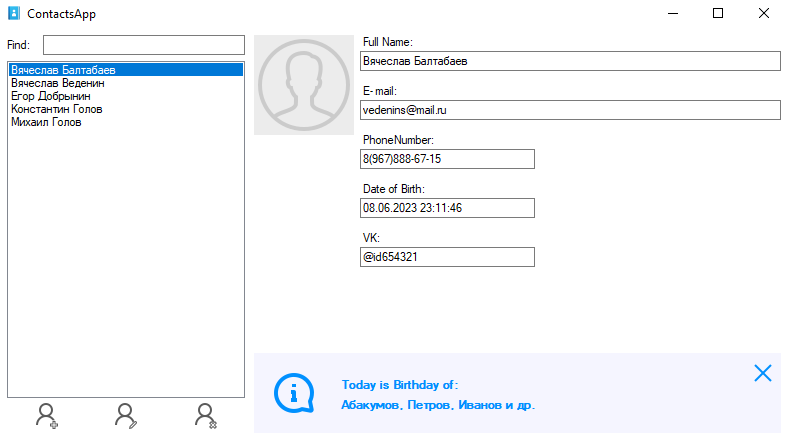 ContactsApp
Find:
Вячеслав Балтабаев
Вячеслав Веденин
Егор Добрынин
Константин Голов
Михаил Голов
Full Name:
Вячеслав Балтабаев
E-mail:
vedenins@mail.ru
PhoneNumber:
8(967)888-67-15
Date of Birth:
08.06.2023 23:11:46
VK:
@id654321
Today is Birthday of:
Абакумов, Петров, Иванов и др.